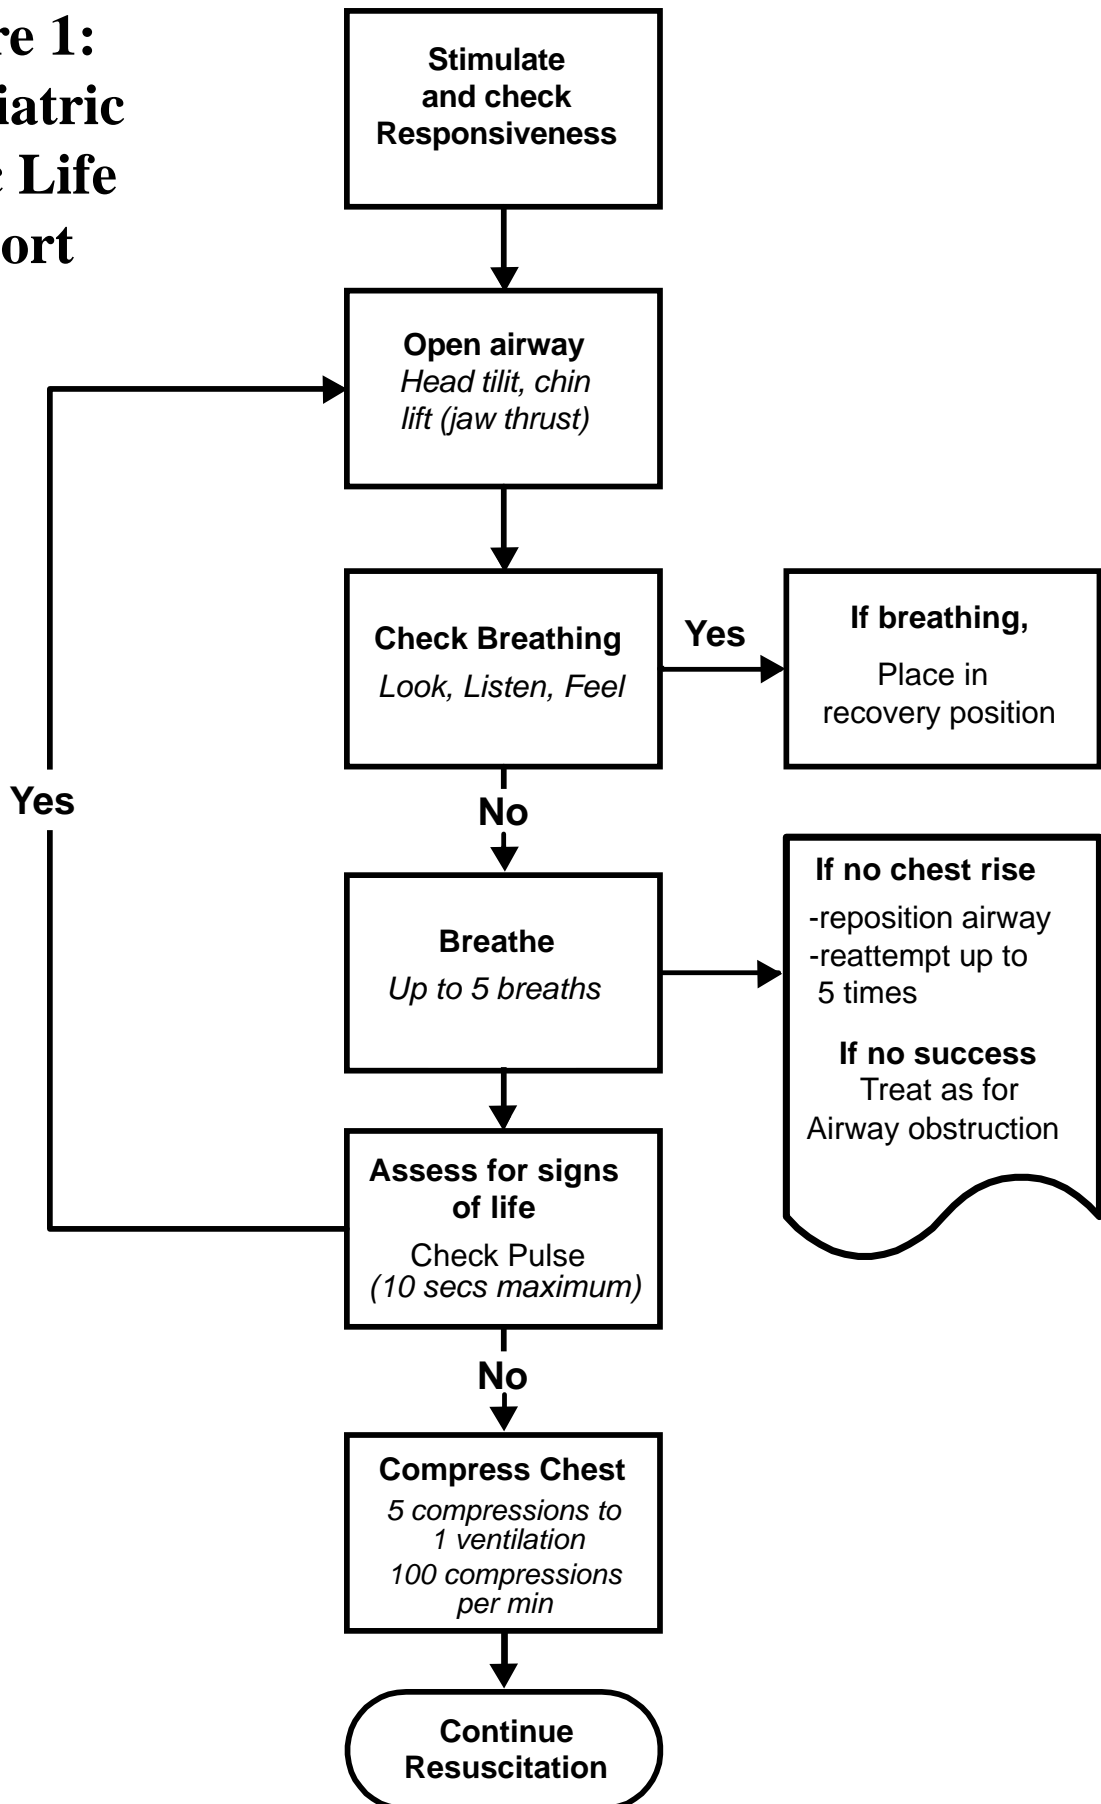 re 1:
iatric
c Life
ort
Stimulate
and check
Responsiveness
Open airway
Head tilit, chin
lift (jaw thrust)
Check Breathing
Look, Listen, Feel
Yes
If breathing,
Place in
recovery position
Yes
No
Breathe
Up to 5 breaths
If no chest rise
-reposition airway
-reattempt up to
5 times
If no success
Treat as for
Airway obstruction
Assess for signs
of life
Check Pulse
(10 secs maximum)
No
Compress Chest
5 compressions to
1 ventilation
100 compressions
per min
Continue
Resuscitation